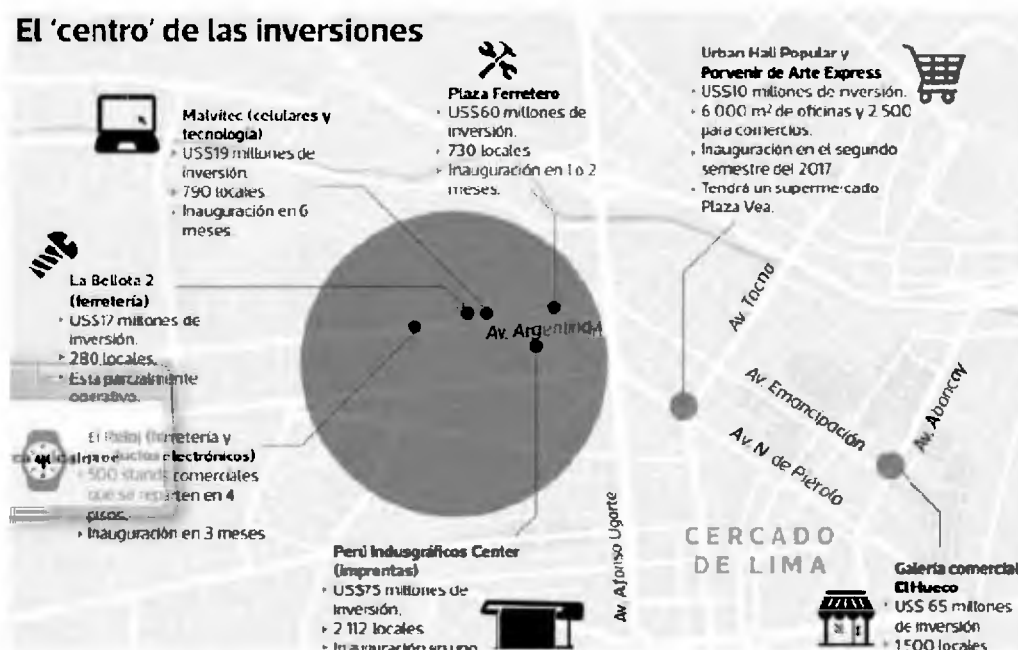 El 'centro' de las inversiones
Malvitec (celulares y
tecnología)
US$19 millones de
inversión.
790 locales.
Inauguración en 6
meses.
Plaza Ferretero
US$60 millones de
inversión.
730 locales
Inauguración en 1 o 2
meses.
Urban Hall Popular y
Porvenir de Arte Express
US$10 millones de inversión.
6 000 m² de oficinas y 2 500
para comercios.
Inauguración en el segundo
semestre del 2017
Tendrá un supermercado
Plaza Vea.
La Bellota 2
(ferretería)
US$17 millones de
inversión.
280 locales.
Esta parcialmente
operativo.
El Reloj (ferretería y
electrónicos)
500 stands comerciales
que se reparten en 4
pisos.
Inauguración en 3 meses
Perú Indusgráficos Center
(imprentas)
US$75 millones de
inversión.
2 112 locales
Inauguración en uno
Galería comercial
El Hueco
US$ 65 millones
de inversión
1 500 locales
Av. Argentina
Av. Tacna
Av. Emancipación
Av. Abancay
Av. N. de Piérola
Av. Alfonso Ugarte
CERCADO
DE LIMA